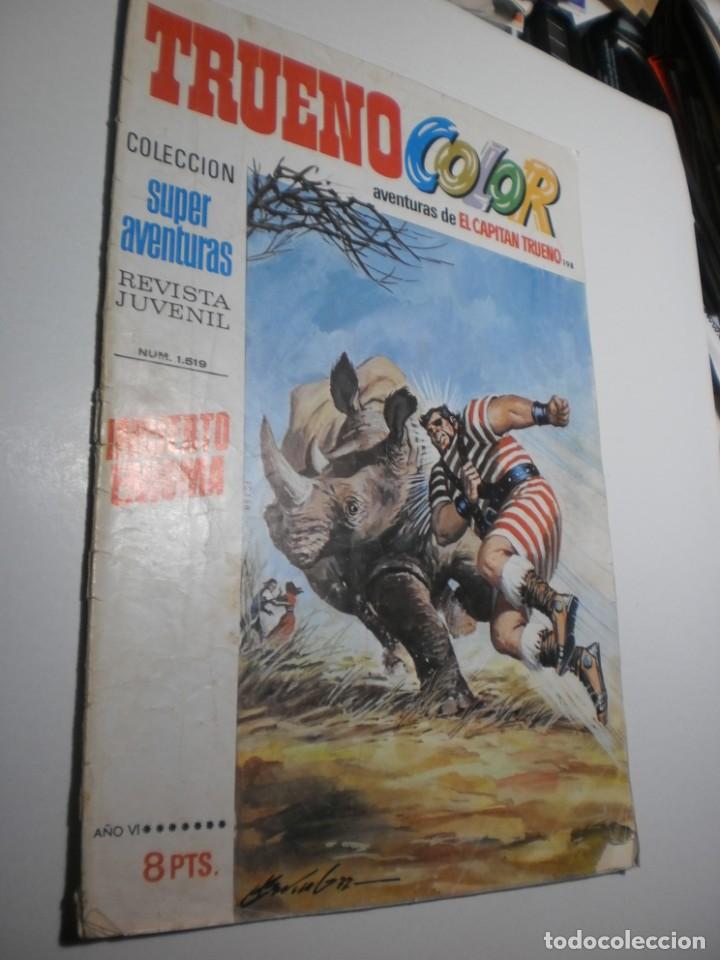 TRUENO
COLOR
aventuras de EL CAPITAN TRUENO 198
COLECCION
super
aventuras
REVISTA
JUVENIL
NUM. 1.519
AÑO VI
8 PTS.
todocoleccion